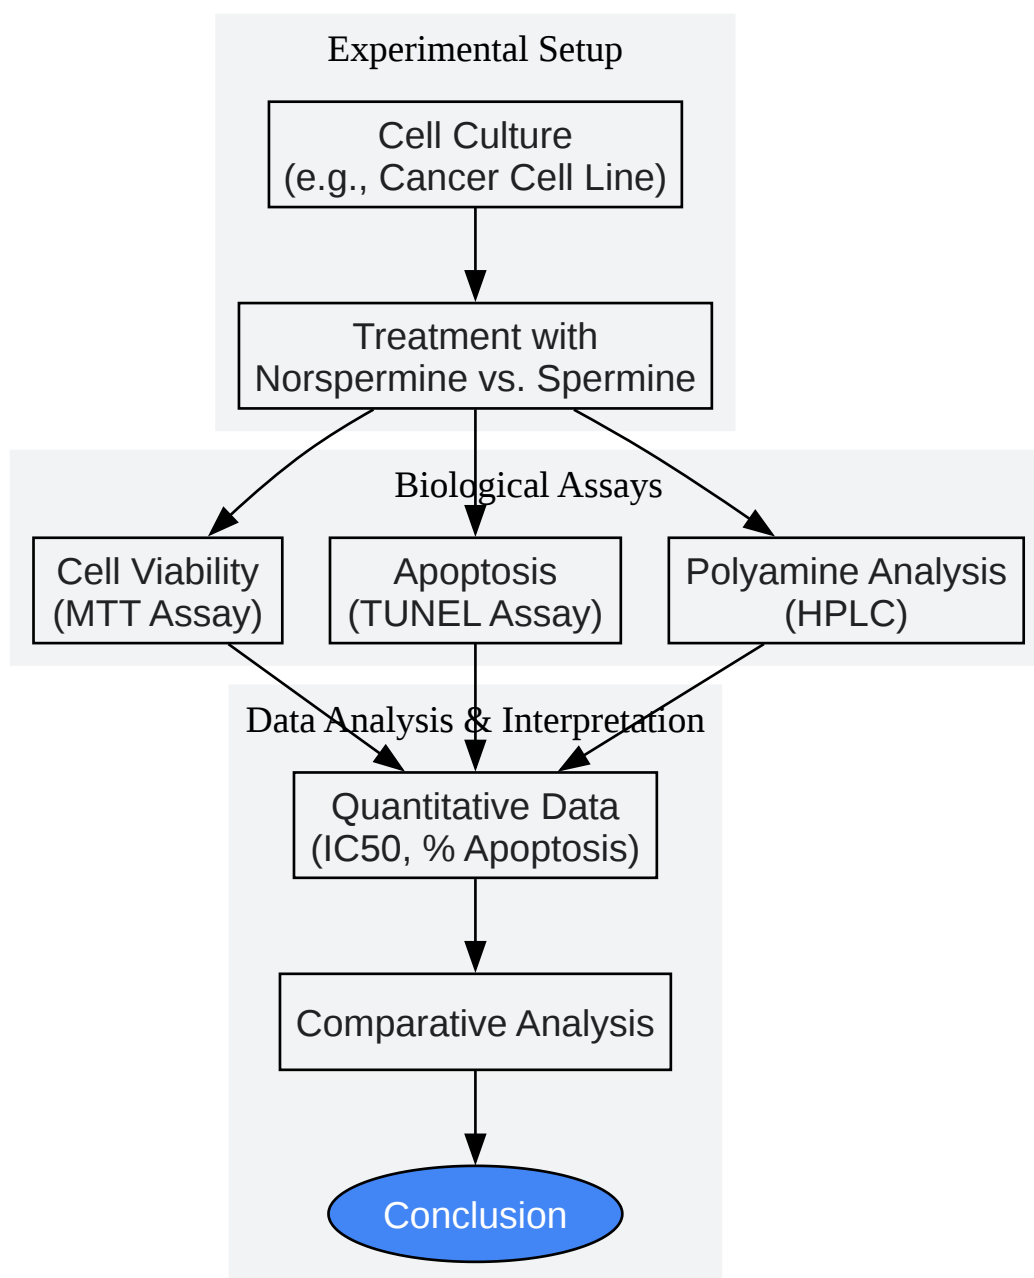 Experimental Setup
Cell Culture
(e.g., Cancer Cell Line)
Treatment with
Norspermine vs. Spermine
Biological Assays
Cell Viability
(MTT Assay)
Apoptosis
(TUNEL Assay)
Polyamine Analysis
(HPLC)
Data Analysis & Interpretation
Quantitative Data
(IC50, % Apoptosis)
Comparative Analysis
Conclusion